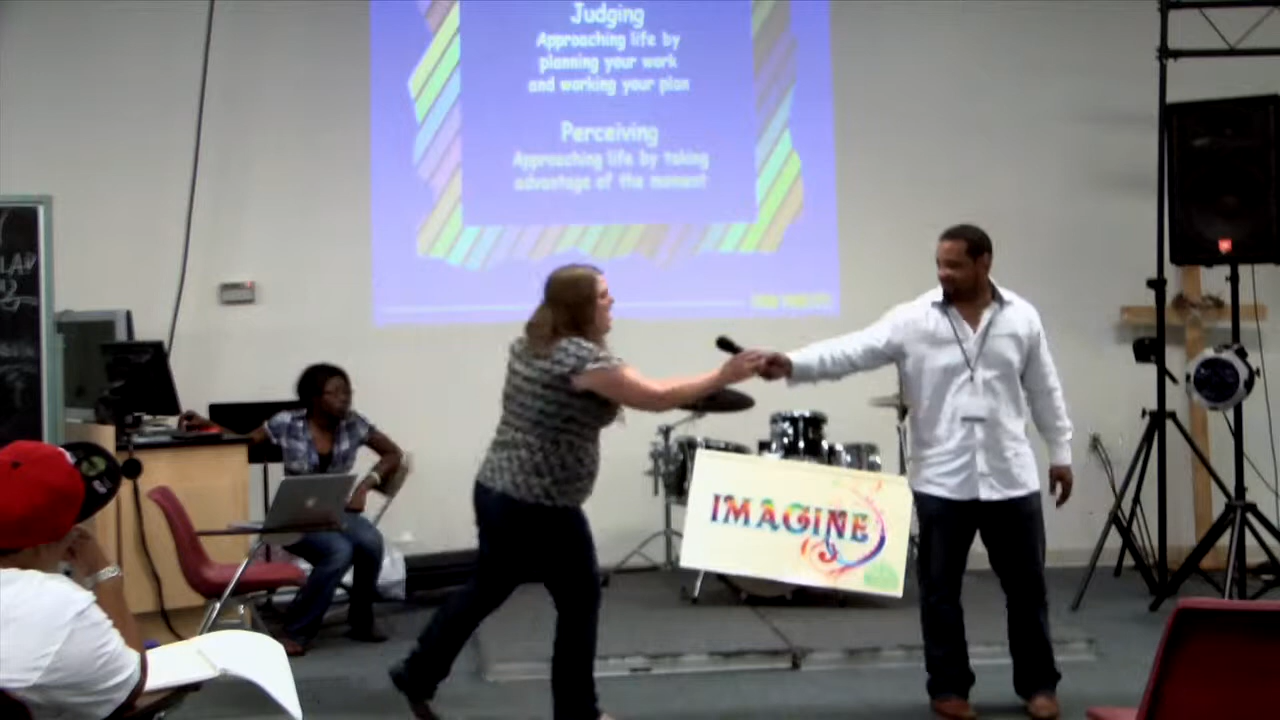 Judging
Approaching life by
planning your work
and working your plan
Perceiving
Approaching life by taking
advantage of the moment
IMAGINE